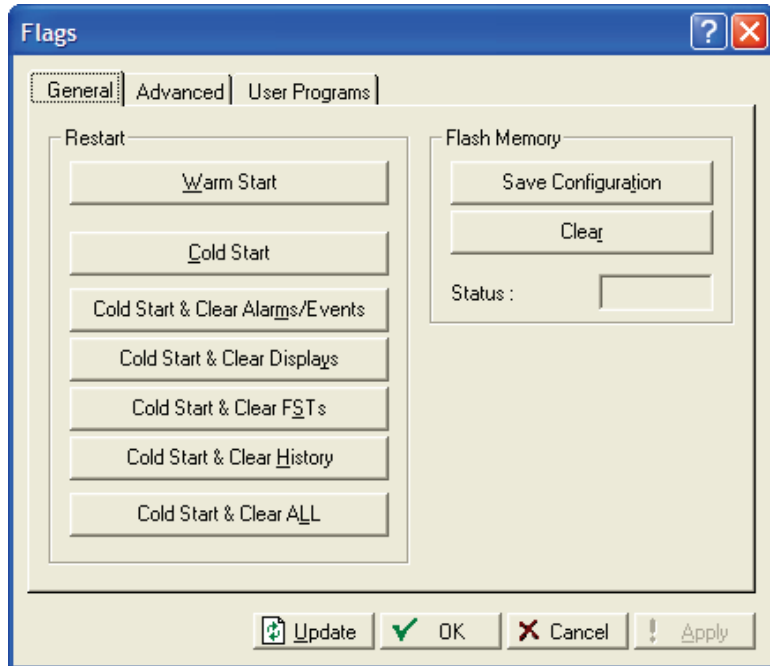 Flags
General Advanced User Programs
Restart
Warm Start
Cold Start
Cold Start & Clear Alarms/Events
Cold Start & Clear Displays
Cold Start & Clear FSTs
Cold Start & Clear History
Cold Start & Clear ALL
Flash Memory
Save Configuration
Clear
Status :
Update OK Cancel Apply